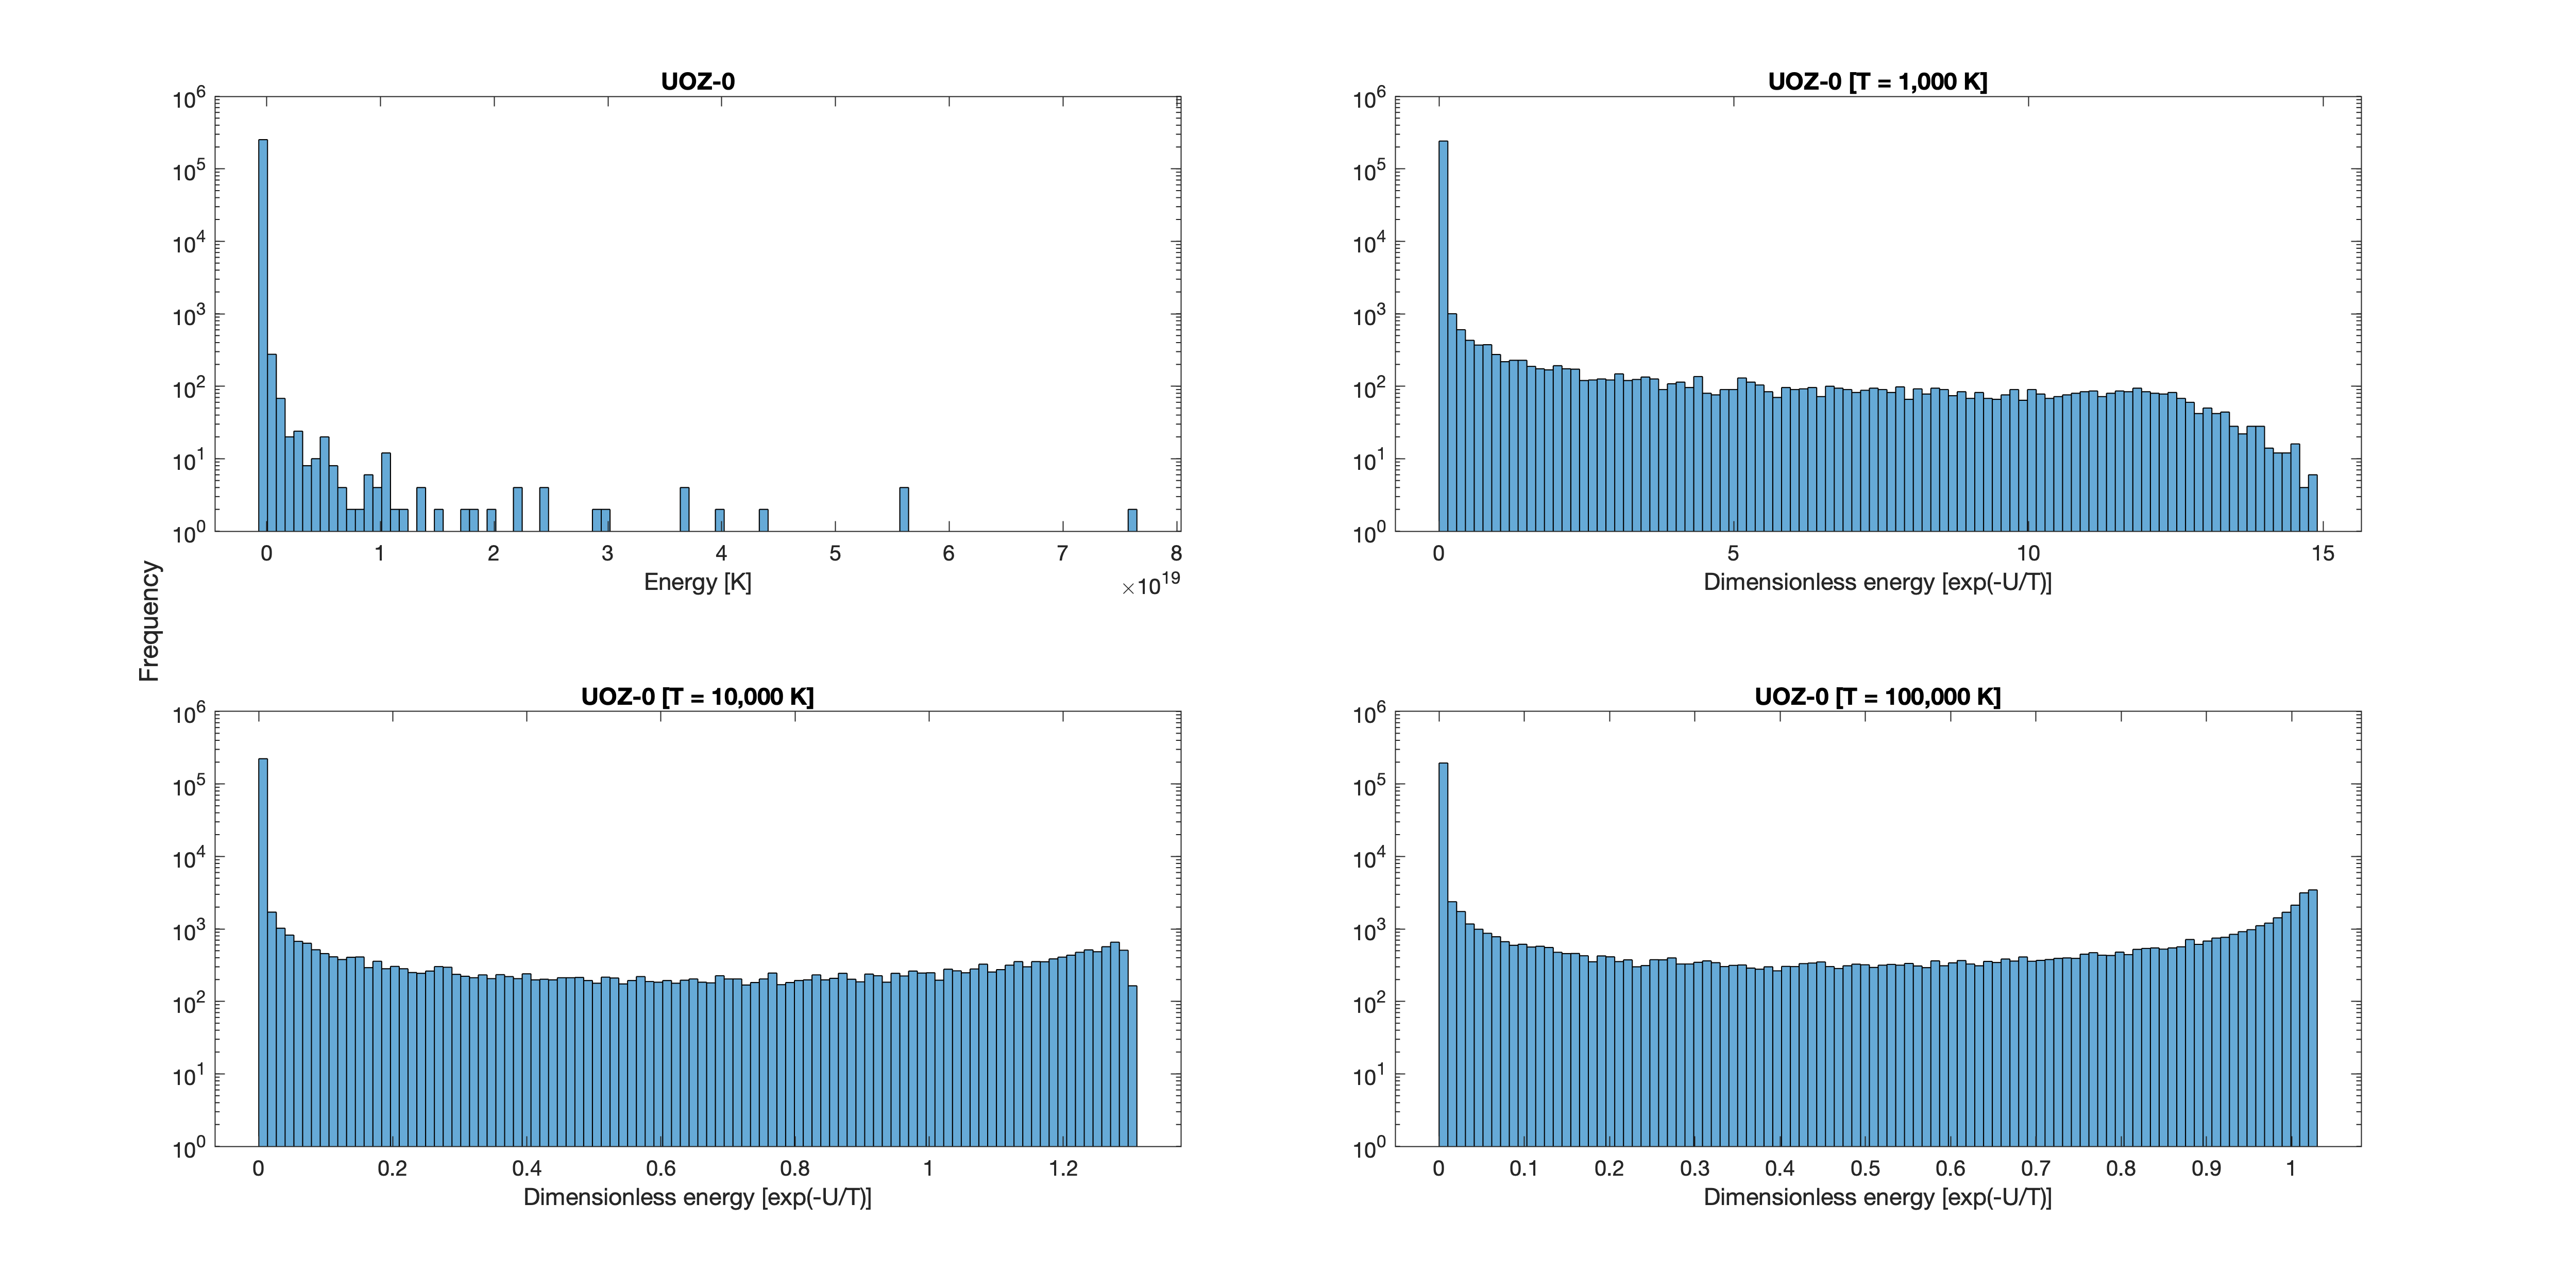 UOZ-0
10^6
10^5
10^4
10^3
10^2
10^1
10^0
0 1 2 3 4 5 6 7 8
Energy [K]
×10^19
UOZ-0 [T = 1,000 K]
10^6
10^5
10^4
10^3
10^2
10^1
10^0
0 5 10 15
Dimensionless energy [exp(-U/T)]
Frequency
UOZ-0 [T = 10,000 K]
10^6
10^5
10^4
10^3
10^2
10^1
10^0
0 0.2 0.4 0.6 0.8 1 1.2
Dimensionless energy [exp(-U/T)]
UOZ-0 [T = 100,000 K]
10^6
10^5
10^4
10^3
10^2
10^1
10^0
0 0.1 0.2 0.3 0.4 0.5 0.6 0.7 0.8 0.9 1
Dimensionless energy [exp(-U/T)]